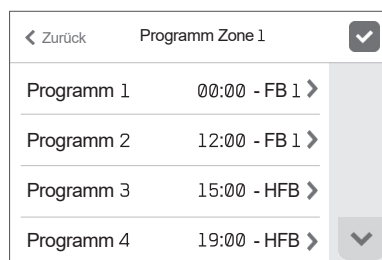 Zurück Programm Zone 1
Programm 1 00:00 - FB 1
Programm 2 12:00 - FB 1
Programm 3 15:00 - HFB
Programm 4 19:00 - HFB